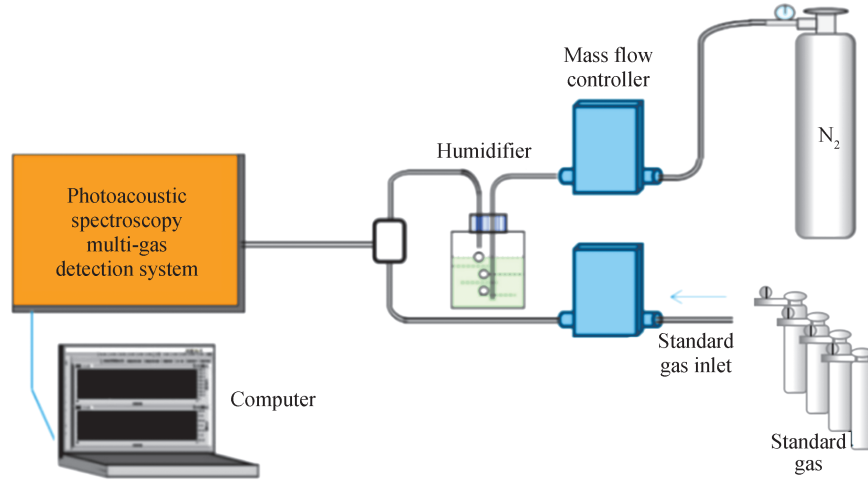 Mass flow
controller
N₂
Humidifier
Photoacoustic
spectroscopy
multi-gas
detection system
Standard
gas inlet
Computer
Standard
gas